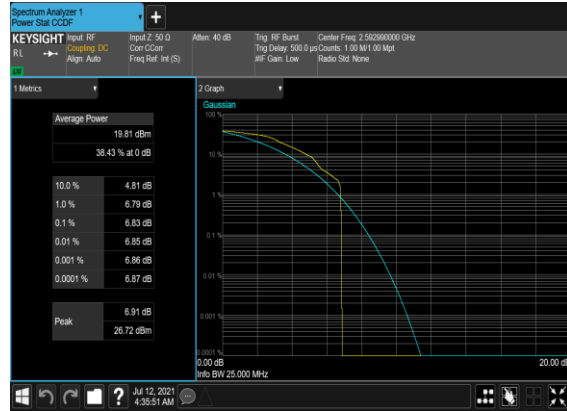 Spectrum Analyzer 1
Power Stat CCDF
KEYSIGHT
Input: RF
Input Z: 50 Ω
Atten: 40 dB
Trig: RF Burst
Center Freq: 2.592990000 GHz
RL
Coupling: DC
Corr CCorr
Trig Delay: 500.0 µs
Counts: 1.00 M/1.00 Mpt
Align: Auto
Freq Ref: Int (S)
#IF Gain: Low
Radio Std: None
1 Metrics
2 Graph
Gaussian
Average Power
19.81 dBm
38.43 % at 0 dB
10.0 % 4.81 dB
1.0 % 6.79 dB
0.1 % 6.83 dB
0.01 % 6.85 dB
0.001 % 6.86 dB
0.0001 % 6.87 dB
Peak
6.91 dB
26.72 dBm
100 %
10 %
1 %
0.1 %
0.01 %
0.001 %
0.0001 %
0.00 dB
20.00 dB
Info BW 25.000 MHz
?
Jul 12, 2021
4:35:51 AM